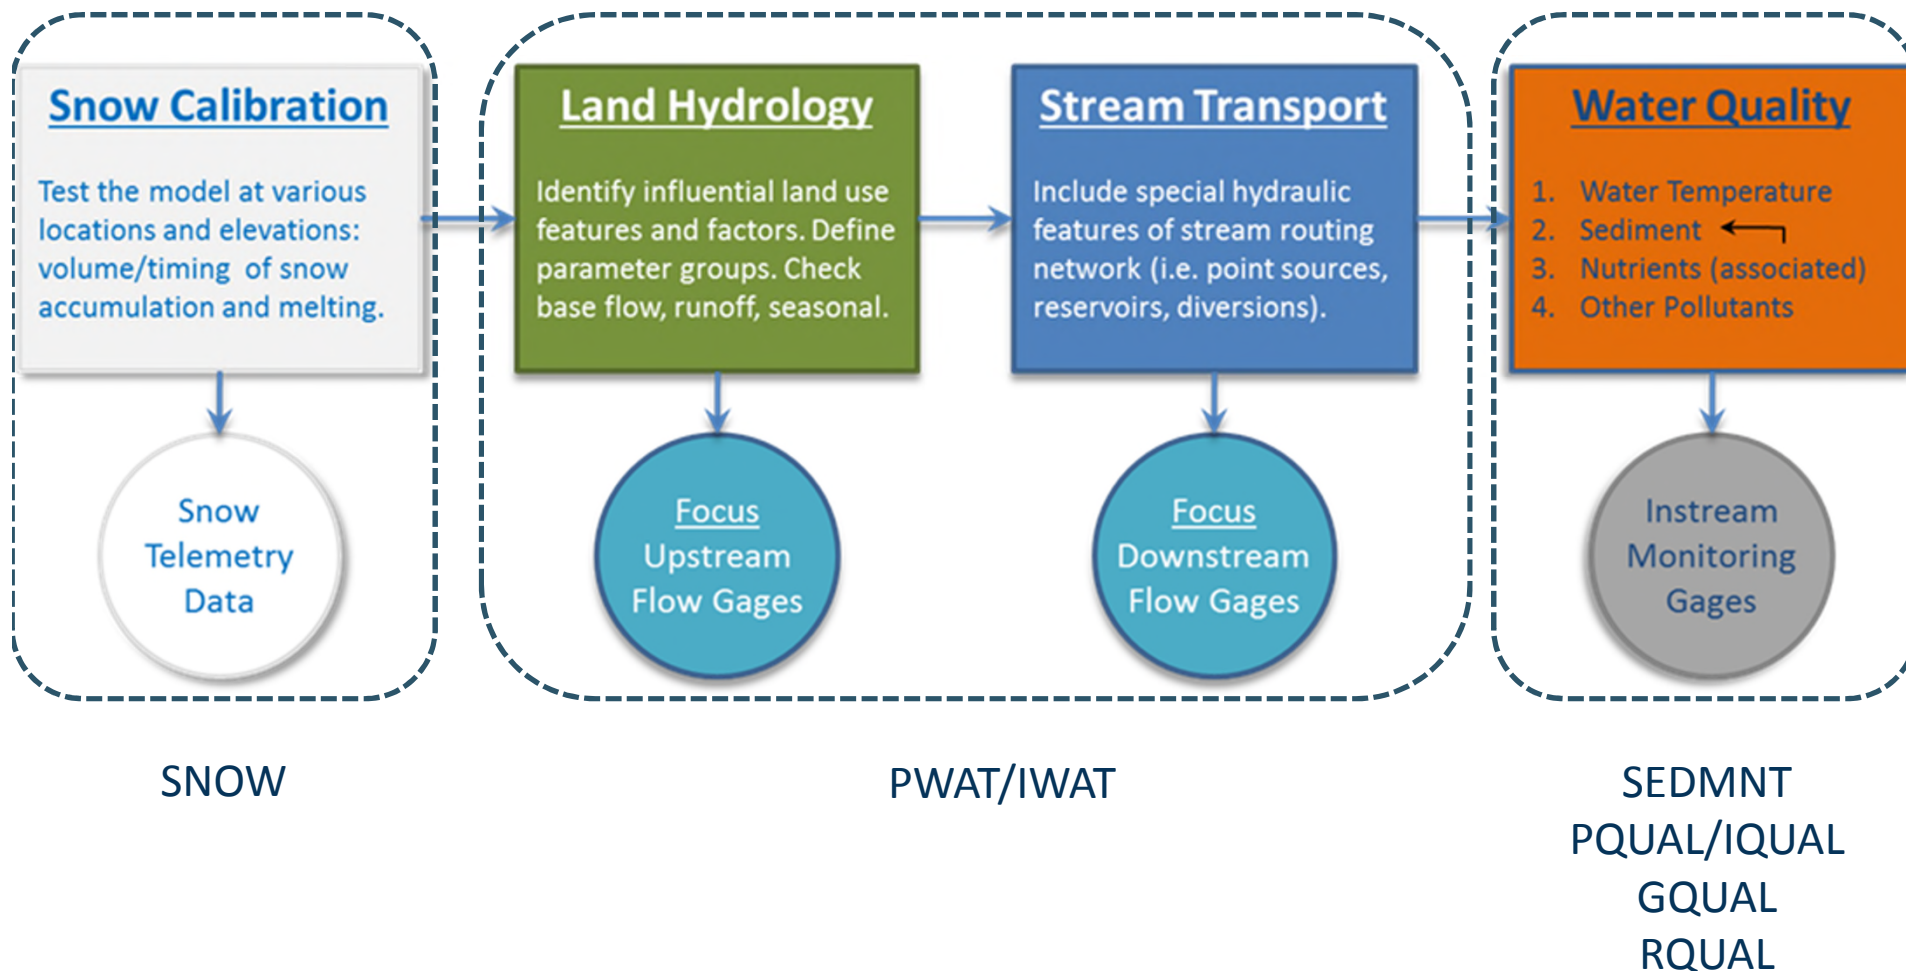 Snow Calibration
Test the model at various
locations and elevations:
volume/timing of snow
accumulation and melting.
Snow
Telemetry
Data
SNOW
Land Hydrology
Identify influential land use
features and factors. Define
parameter groups. Check
base flow, runoff, seasonal.
Focus
Upstream
Flow Gages
Stream Transport
Include special hydraulic
features of stream routing
network (i.e. point sources,
reservoirs, diversions).
Focus
Downstream
Flow Gages
PWAT/IWAT
Water Quality
1. Water Temperature
2. Sediment
3. Nutrients (associated)
4. Other Pollutants
Instream
Monitoring
Gages
SEDMNT
PQUAL/IQUAL
GQUAL
RQUAL